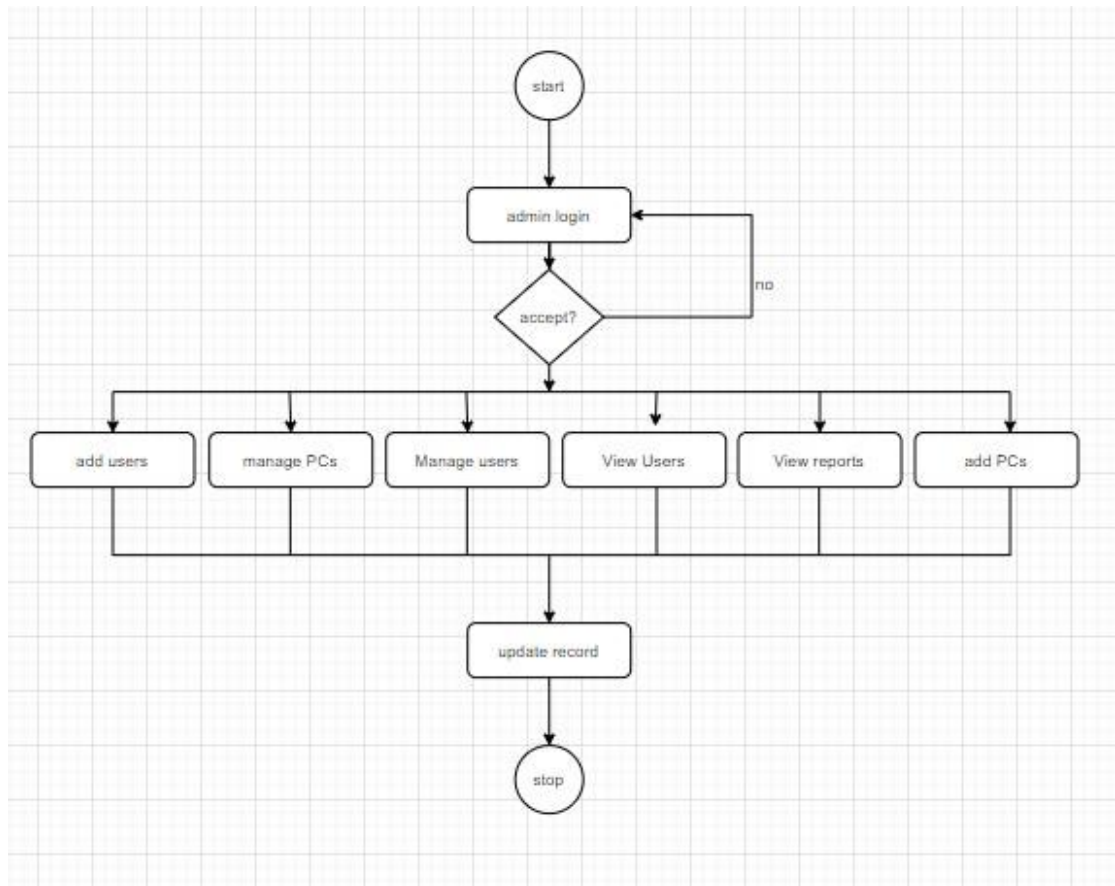 start
admin login
no
accept?
add users
manage PCs
Manage users
View Users
View reports
add PCs
update record
stop